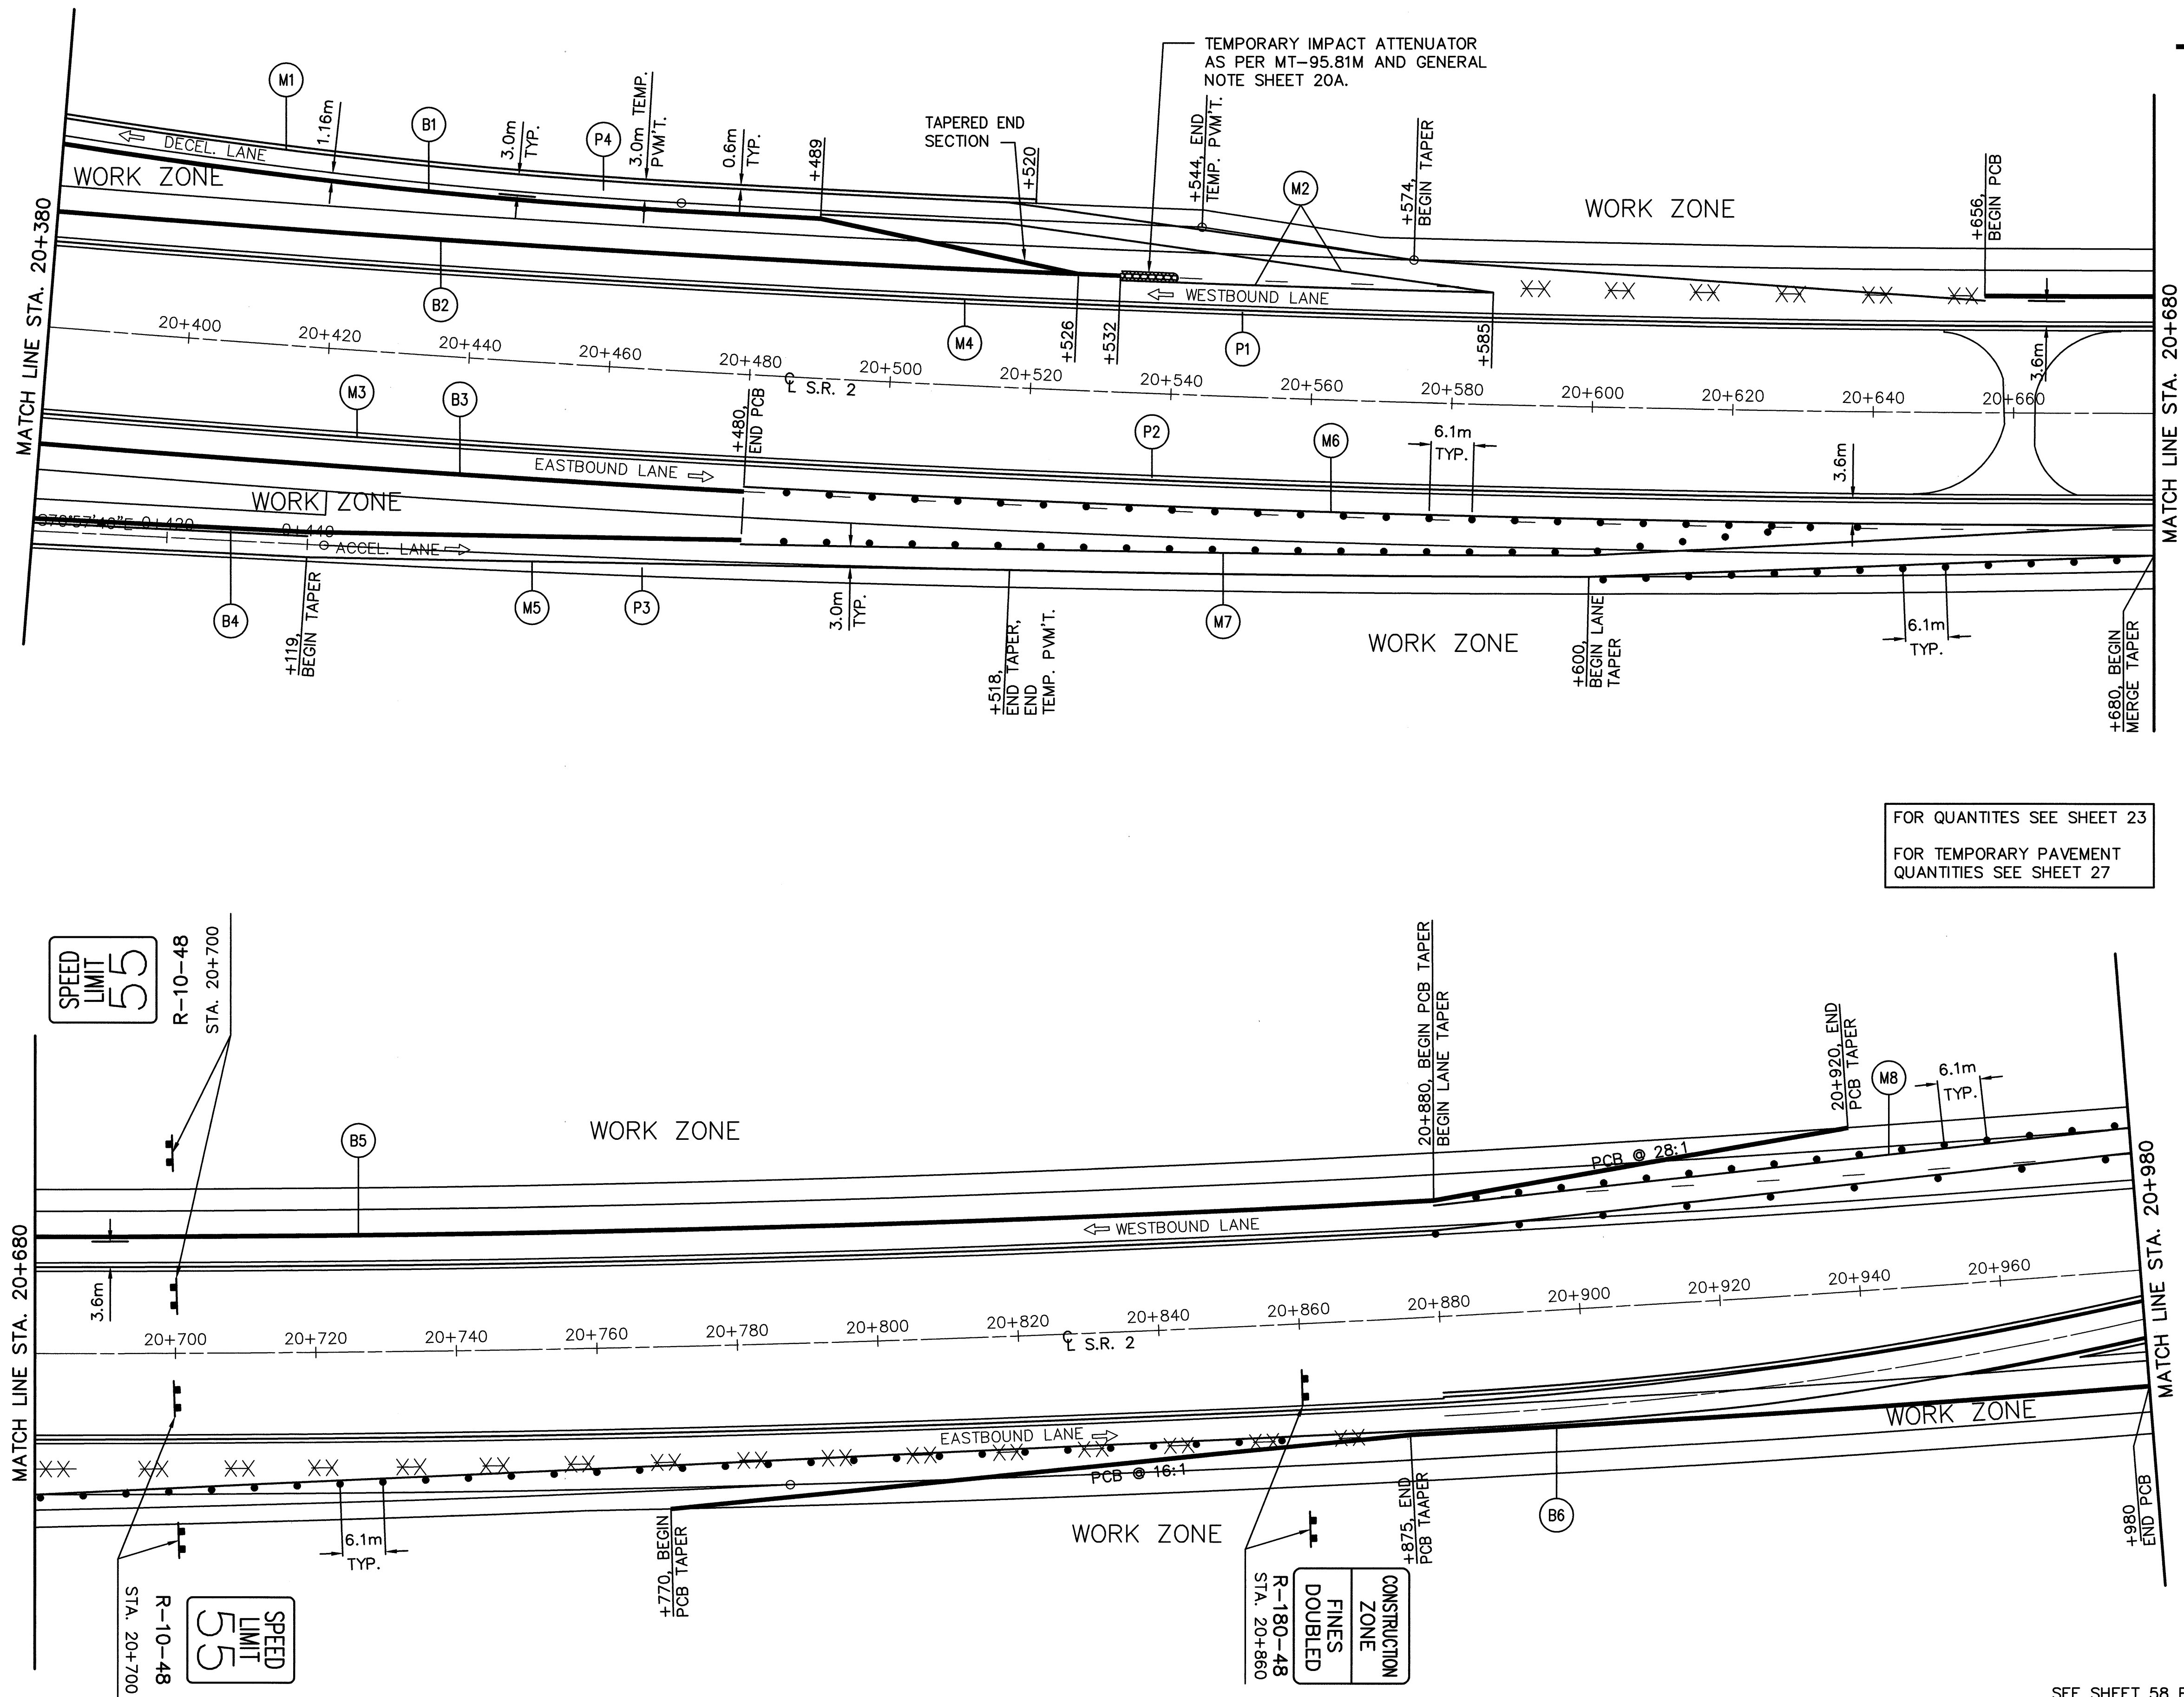 TEMPORARY IMPACT ATTENUATOR
AS PER MT-95.81M AND GENERAL
NOTE SHEET 20A.
TAPERED END
SECTION
M1
1.16m
B1
3.0m
TYP.
P4
3.0m TEMP.
PVM'T.
0.6m
TYP.
+489
+520
+544, END
TEMP. PVM'T.
M2
+574,
BEGIN TAPER
WORK ZONE
+656,
BEGIN PCB
DECEL. LANE
WORK ZONE
MATCH LINE STA. 20+380
B2
M4
+526
+532
WESTBOUND LANE
P1
+585
3.6m
MATCH LINE STA. 20+680
20+400
20+420
20+440
20+460
20+480
℄ S.R. 2
20+500
20+520
20+540
20+560
20+580
20+600
20+620
20+640
20+660
M3
B3
+480,
END PCB
P2
M6
6.1m
TYP.
3.6m
EASTBOUND LANE
WORK ZONE
0+420
0+440
ACCEL. LANE
B4
+119,
BEGIN TAPER
M5
P3
3.0m
TYP.
+518,
END TAPER,
END
TEMP. PVM'T.
M7
WORK ZONE
+600,
BEGIN LANE
TAPER
6.1m
TYP.
+680, BEGIN
MERGE TAPER
FOR QUANTITES SEE SHEET 23
FOR TEMPORARY PAVEMENT
QUANTITIES SEE SHEET 27
SPEED
LIMIT
55
R-10-48
STA. 20+700
B5
WORK ZONE
20+880, BEGIN PCB TAPER
BEGIN LANE TAPER
PCB @ 28:1
20+920, END
PCB TAPER
M8
6.1m
TYP.
MATCH LINE STA. 20+680
3.6m
WESTBOUND LANE
MATCH LINE STA. 20+980
20+700
20+720
20+740
20+760
20+780
20+800
20+820
℄ S.R. 2
20+840
20+860
20+880
20+900
20+920
20+940
20+960
EASTBOUND LANE
PCB @ 16:1
WORK ZONE
6.1m
TYP.
+770, BEGIN
PCB TAPER
WORK ZONE
+875, END
PCB TAAPER
B6
+980
END PCB
STA. 20+700
R-10-48
SPEED
LIMIT
55
STA. 20+860
R-180-48
CONSTRUCTION
ZONE
FINES
DOUBLED
SEE SHEET 58